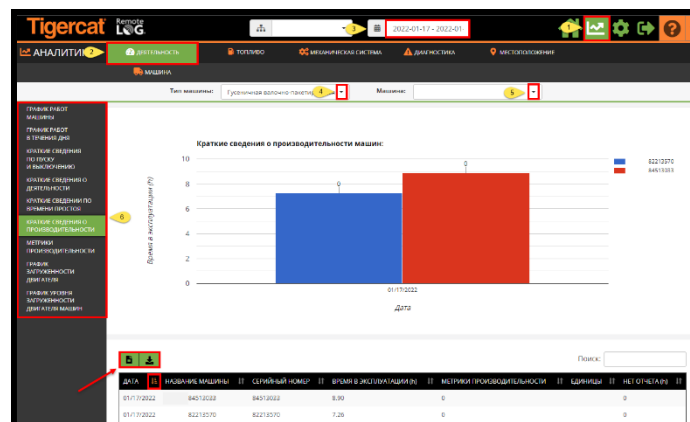 Tigercat Remote LOG
3
2022-01-17 - 2022-01-
1
АНАЛИТИ
2
ДЕЯТЕЛЬНОСТЬ
ТОПЛИВО
МЕХАНИЧЕСКАЯ СИСТЕМА
ДИАГНОСТИКА
МЕСТОПОЛОЖЕНИЕ
МАШИНА
Тип машины:
Гусеничная валочно-пакети
4
Машина:
5
ГРАФИК РАБОТ
МАШИНЫ
ГРАФИК РАБОТ
В ТЕЧЕНИЯ ДНЯ
КРАТКИЕ СВЕДЕНИЯ
ПО ПУСКУ
И ВЫКЛЮЧЕНИЮ
КРАТКИЕ СВЕДЕНИЯ О
ДЕЯТЕЛЬНОСТИ
КРАТКИЕ СВЕДЕНИИ ПО
ВРЕМЕНИ ПРОСТОЯ
КРАТКИЕ СВЕДЕНИЯ О
ПРОИЗВОДИТЕЛЬНОСТИ
6
МЕТРИКИ
ПРОИЗВОДИТЕЛЬНОСТИ
ГРАФИК
ЗАГРУЖЕННОСТИ
ДВИГАТЕЛЯ
ГРАФИК УРОВНЯ
ЗАГРУЖЕННОСТИ
ДВИГАТЕЛЯ МАШИН
Краткие сведения о производительности машин:
10
8
6
4
2
0
Время в эксплуатации (h)
0
0
82213570
84513033
01/17/2022
Дата
Поиск:
ДАТА НАЗВАНИЕ МАШИНЫ СЕРИЙНЫЙ НОМЕР ВРЕМЯ В ЭКСПЛУАТАЦИИ (h) МЕТРИКИ ПРОИЗВОДИТЕЛЬНОСТИ ЕДИНИЦЫ НЕТ ОТЧЕТА (h)
01/17/2022 84513033 84513033 8.90 0 0
01/17/2022 82213570 82213570 7.26 0 0